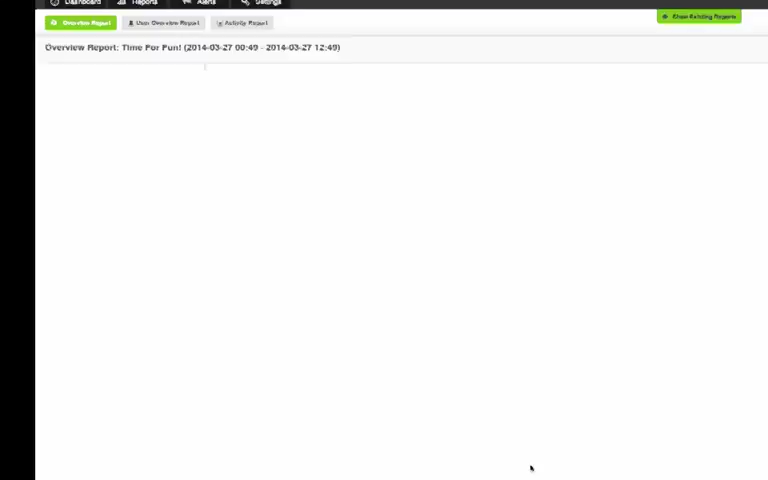 Dashboard Reports Alerts Settings
Overview Report User Overview Report Activity Report Show Existing Reports
Overview Report: Time For Fun! (2014-03-27 00:49 - 2014-03-27 12:49)